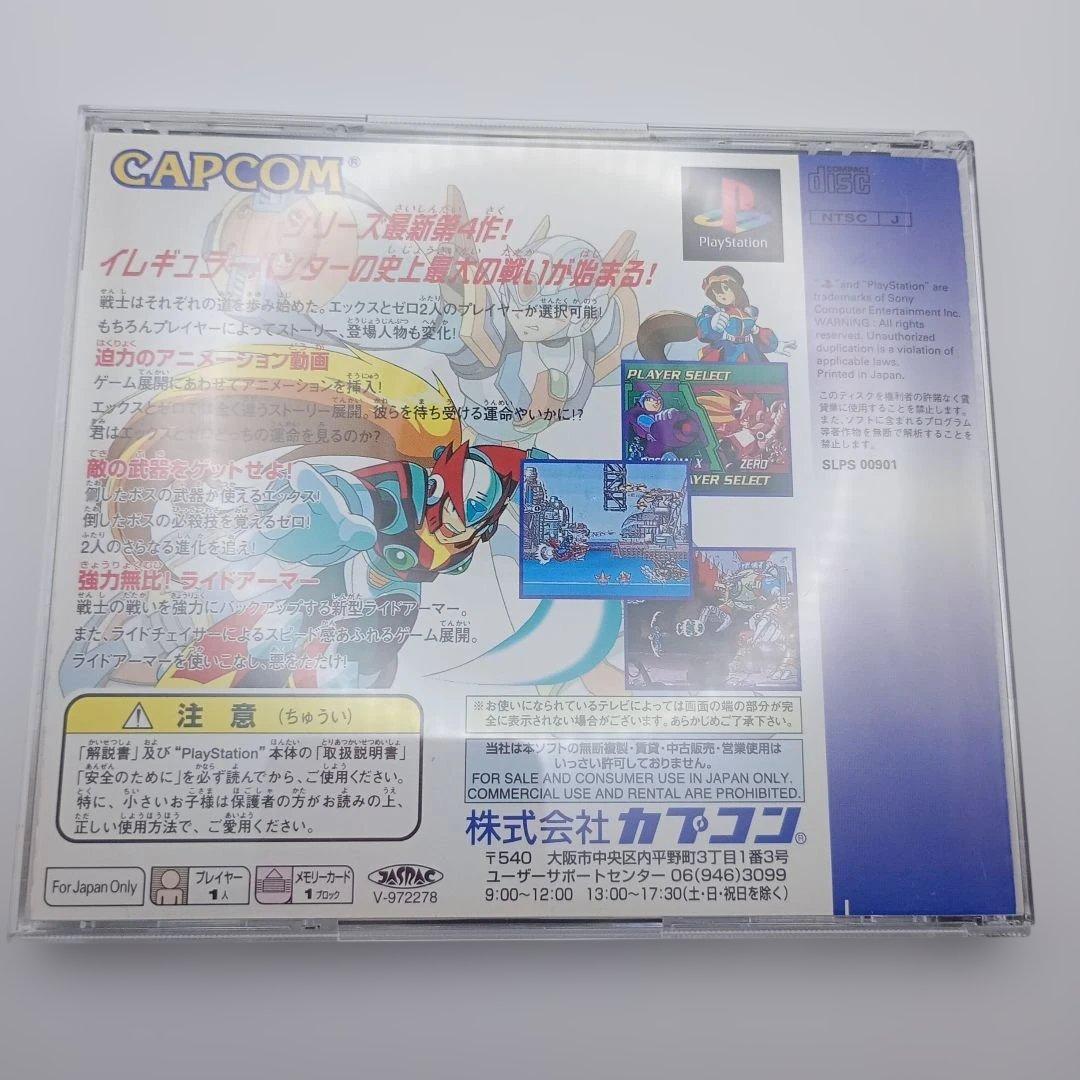 CAPCOM®
シリーズ最新第4作!
イレギュラーハンターの史上最大の戦いが始まる!
戦士はそれぞれの道を歩み始めた。エックスとゼロ2人のプレイヤーが選択可能!
もちろんプレイヤーによってストーリー、登場人物も変化!
迫力のアニメーション動画
ゲーム展開にあわせてアニメーションを挿入!
エックスとゼロではストーリー展開。彼らを待ち受ける運命やいかに!?
君はエックスとゼロ、の運命を見るのか?
敵の武器をゲットせよ!
倒したボスの武器が使えるエックス!
倒したボスの必殺技を覚えるゼロ!
2人のさらなる進化を追え!
強力無比! ライドアーマー
戦士の戦いを強力にバックアップする新型ライドアーマー。
また、ライドチェイサーによるスピード感あふれるゲーム展開。
ライドアーマーを使いこなし、悪をたたけ!
PlayStation
PLAYER SELECT
X
ZERO
YER SELECT
COMPACT
disc
NTSC J
and "PlayStation" are
trademarks of Sony
Computer Entertainment Inc.
WARNING : All rights
reserved. Unauthorized
duplication is a violation of
applicable laws.
Printed in Japan.
このディスクを権利者の許諾なく賃
貸業に使用することを禁止します。
また、ソフトに含まれるプログラム
等著作物を無断で解析することを
禁止します。
SLPS 00901
注意 (ちゅうい)
「解説書」及び"PlayStation"本体の「取扱説明書」
「安全のために」を必ず読んでから、ご使用ください。
特に、小さいお子様は保護者の方がお読みの上、
正しい使用方法で、ご愛用ください。
※お使いになられているテレビによっては画面の端の部分が完
全に表示されない場合がございます。あらかじめご了承下さい。
当社は本ソフトの無断複製・賃貸・中古販売・営業使用は
いっさい許可しておりません。
FOR SALE AND CONSUMER USE IN JAPAN ONLY.
COMMERCIAL USE AND RENTAL ARE PROHIBITED.
株式会社カプコン®
〒540 大阪市中央区内平野町3丁目1番3号
ユーザーサポートセンター 06(946)3099
9:00〜12:00 13:00〜17:30(土・日・祝日を除く)
For Japan Only
プレイヤー
1人
メモリーカード
1ブロック
JASRAC
V-972278